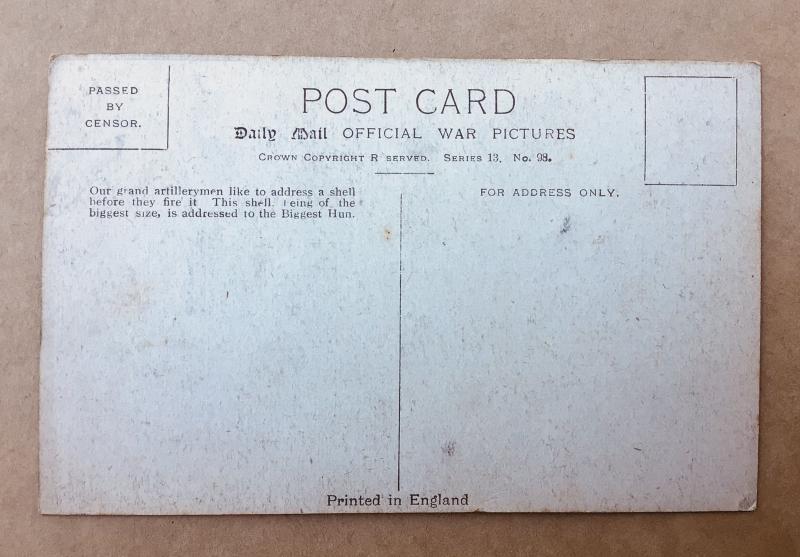 PASSED
BY
CENSOR.
POST CARD
Daily Mail OFFICIAL WAR PICTURES
CROWN COPYRIGHT R SERVED. SERIES 13. No. 98.
Our grand artillerymen like to address a shell
before they fire it This shell, eing of the
biggest size, is addressed to the Biggest Hun.
FOR ADDRESS ONLY.
Printed in England